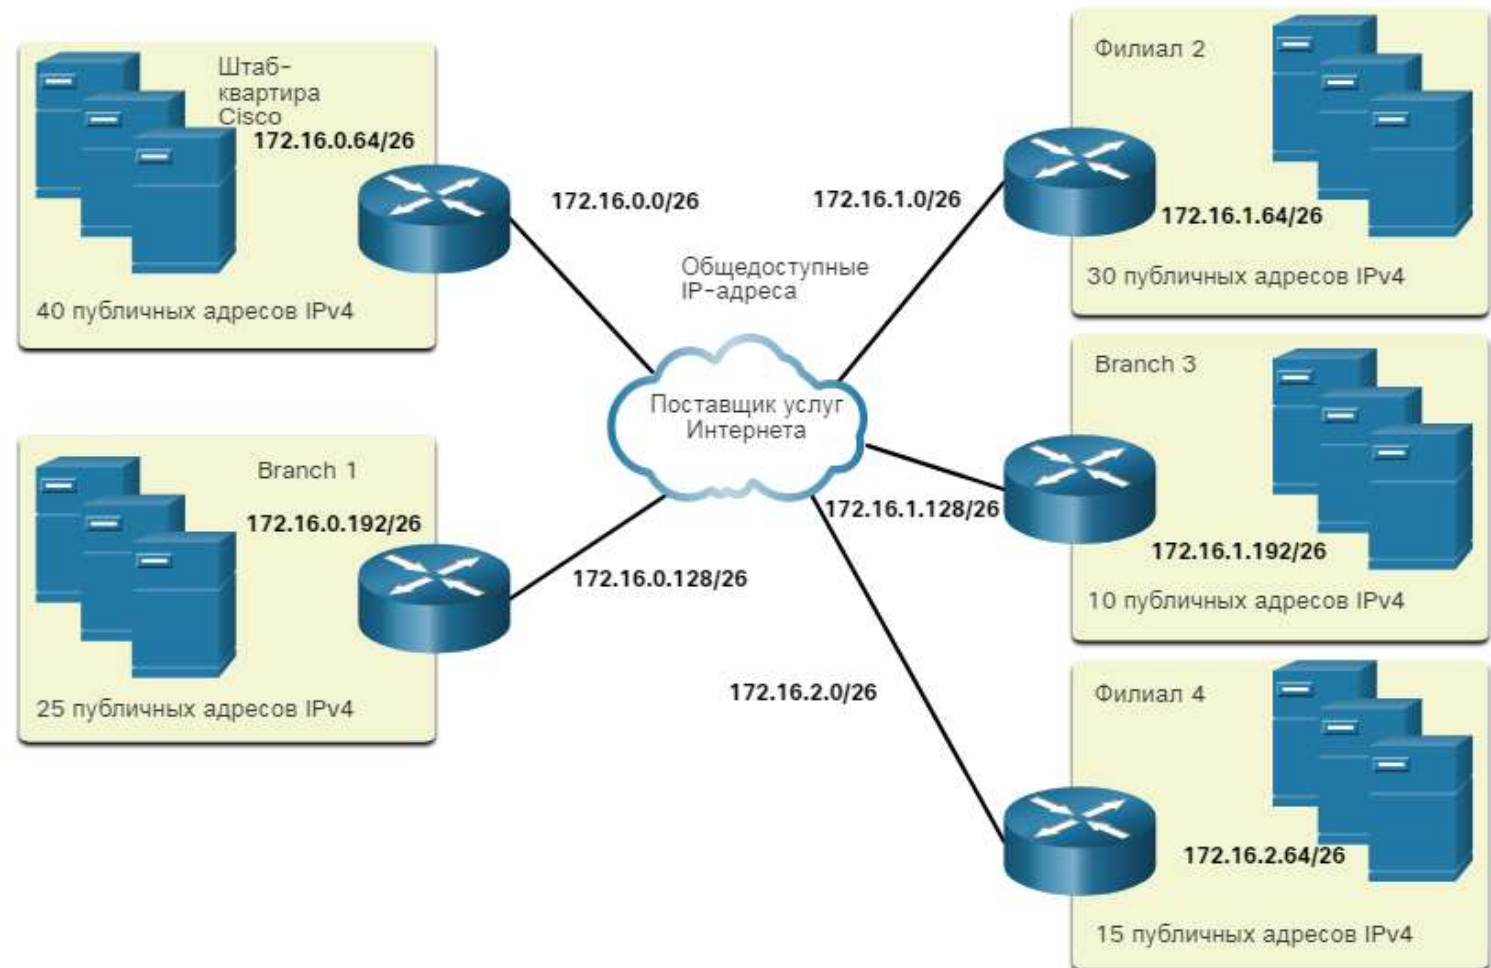 Штаб-
квартира
Cisco
172.16.0.64/26
40 публичных адресов IPv4
172.16.0.0/26
Branch 1
172.16.0.192/26
25 публичных адресов IPv4
172.16.0.128/26
Общедоступные
IP-адреса
Поставщик услуг
Интернета
172.16.1.0/26
Филиал 2
172.16.1.64/26
30 публичных адресов IPv4
172.16.1.128/26
Branch 3
172.16.1.192/26
10 публичных адресов IPv4
172.16.2.0/26
Филиал 4
172.16.2.64/26
15 публичных адресов IPv4